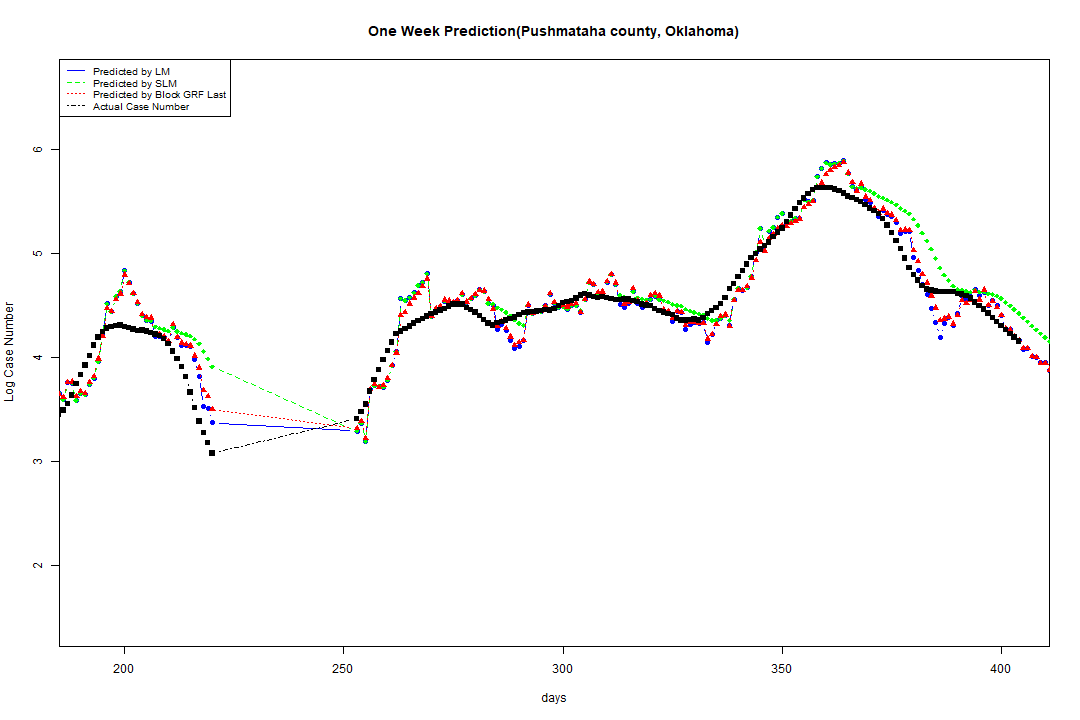 One Week Prediction(Pushmataha county, Oklahoma)
Predicted by LM
Predicted by SLM
Predicted by Block GRF Last
Actual Case Number
6
5
4
3
2
Log Case Number
200
250
300
350
400
days